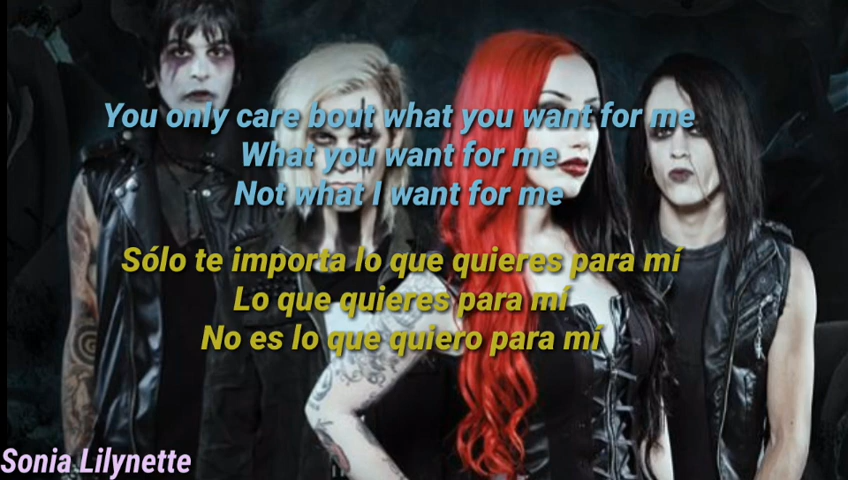 You only care bout what you want for me
What you want for me
Not what I want for me
Sólo te importa lo que quieres para mí
Lo que quieres para mí
No es lo que quiero para mí
Sonia Lilynette